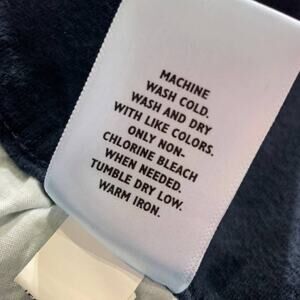 MACHINE
WASH COLD.
WASH AND DRY
WITH LIKE COLORS.
ONLY NON-
CHLORINE BLEACH
WHEN NEEDED.
TUMBLE DRY LOW.
WARM IRON.